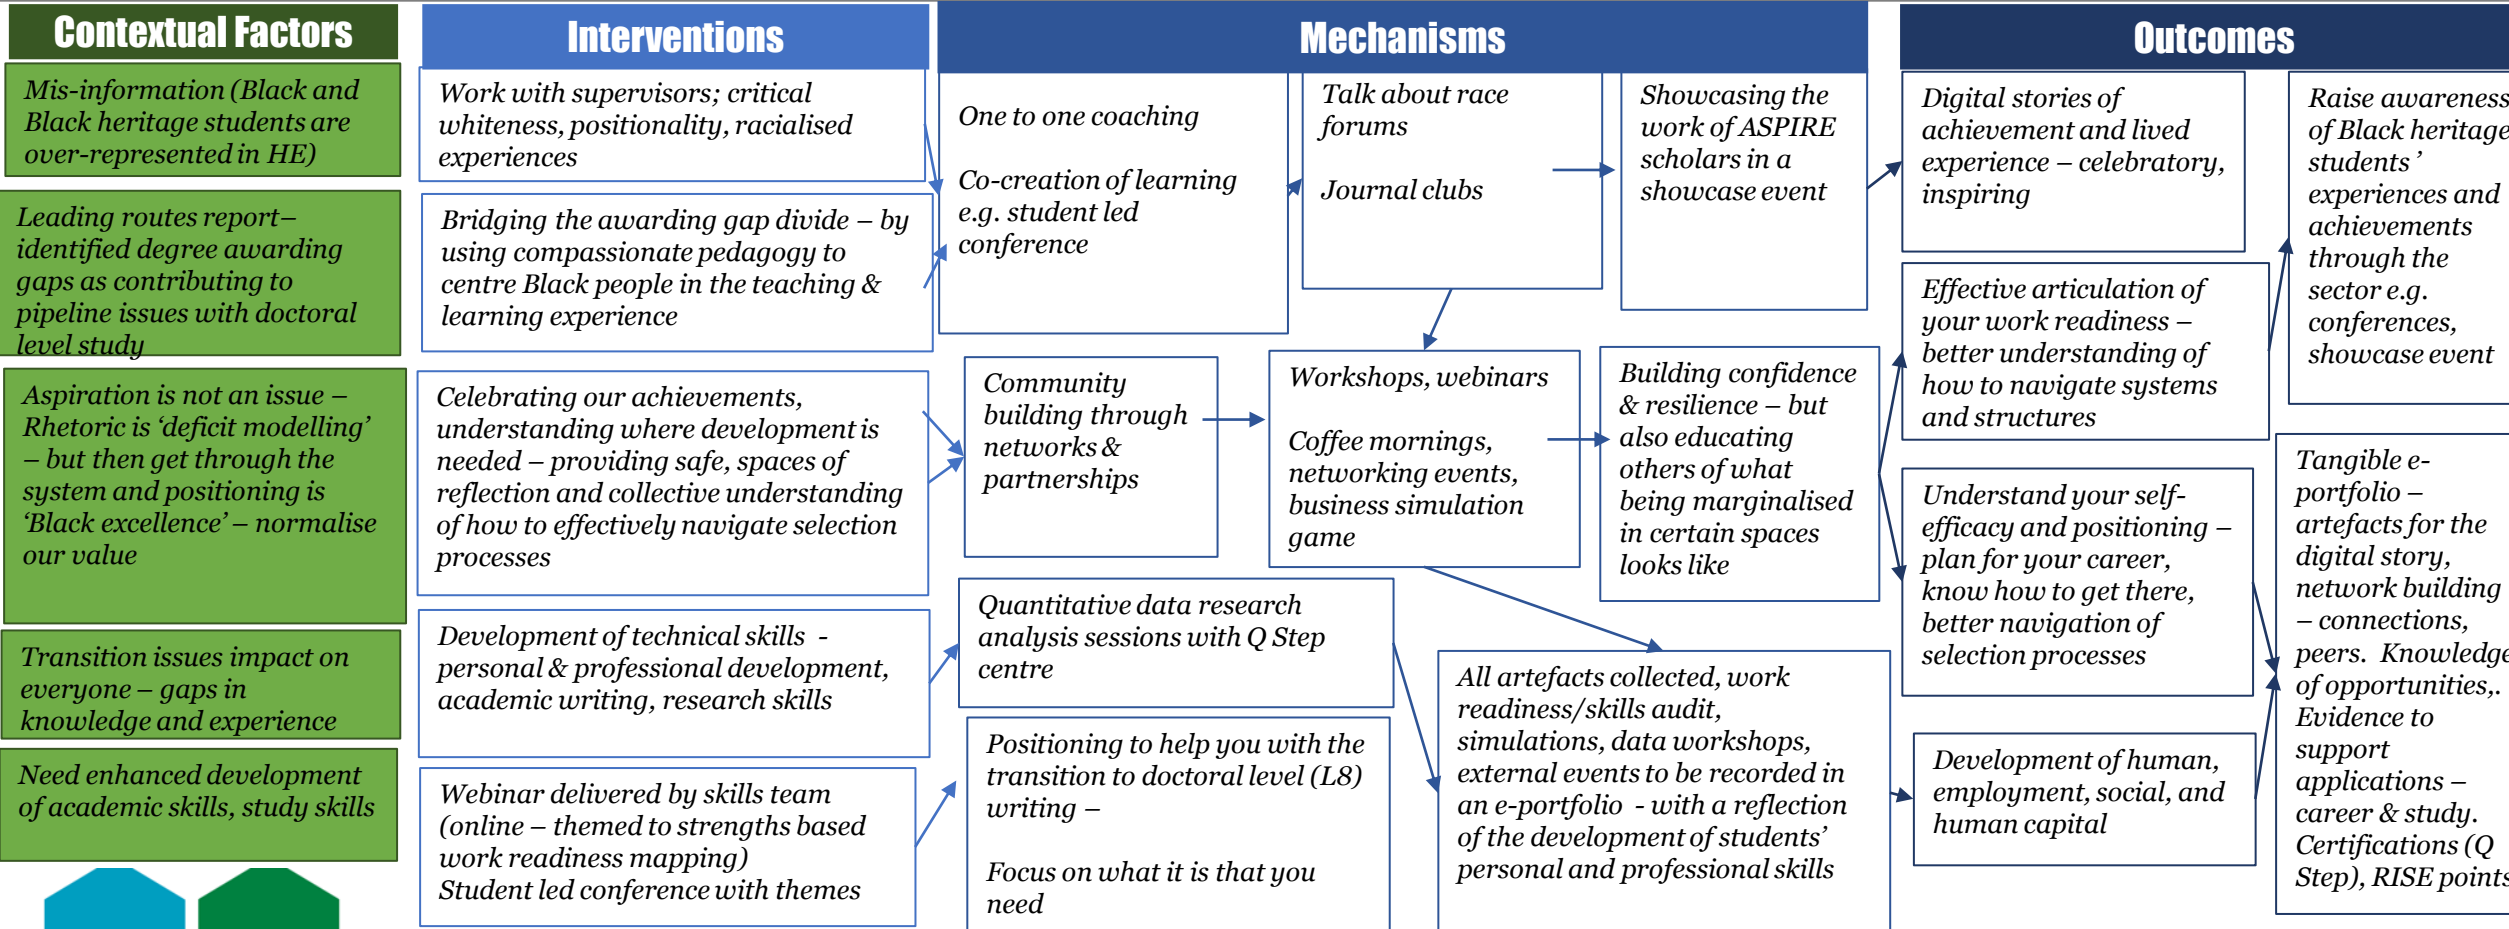 Contextual Factors
Mis-information (Black and
Black heritage students are
over-represented in HE)
Leading routes report–
identified degree awarding
gaps as contributing to
pipeline issues with doctoral
level study
Aspiration is not an issue –
Rhetoric is ‘deficit modelling’
– but then get through the
system and positioning is
‘Black excellence’ – normalise
our value
Transition issues impact on
everyone – gaps in
knowledge and experience
Need enhanced development
of academic skills, study skills
Interventions
Work with supervisors; critical
whiteness, positionality, racialised
experiences
Bridging the awarding gap divide – by
using compassionate pedagogy to
centre Black people in the teaching &
learning experience
Celebrating our achievements,
understanding where development is
needed – providing safe, spaces of
reflection and collective understanding
of how to effectively navigate selection
processes
Development of technical skills  -
personal & professional development,
academic writing, research skills
Webinar delivered by skills team
(online – themed to strengths based
work readiness mapping)
Student led conference with themes
Mechanisms
One to one coaching
Co-creation of learning
e.g. student led
conference
Talk about race
forums
Journal clubs
Showcasing the
work of ASPIRE
scholars in a
showcase event
Community
building through
networks &
partnerships
Workshops, webinars
Coffee mornings,
networking events,
business simulation
game
Building confidence
& resilience – but
also educating
others of what
being marginalised
in certain spaces
looks like
Quantitative data research
analysis sessions with Q Step
centre
Positioning to help you with the
transition to doctoral level (L8)
writing –
Focus on what it is that you
need
All artefacts collected, work
readiness/skills audit,
simulations, data workshops,
external events to be recorded in
an e-portfolio  - with a reflection
of the development of students’
personal and professional skills
Outcomes
Digital stories of
achievement and lived
experience – celebratory,
inspiring
Effective articulation of
your work readiness –
better understanding of
how to navigate systems
and structures
Understand your self-
efficacy and positioning –
plan for your career,
know how to get there,
better navigation of
selection processes
Development of human,
employment, social, and
human capital
Raise awareness
of Black heritage
students’
experiences and
achievements
through the
sector e.g.
conferences,
showcase event
Tangible e-
portfolio –
artefacts for the
digital story,
network building
– connections,
peers.  Knowledge
of opportunities,.
Evidence to
support
applications –
career & study.
Certifications (Q
Step), RISE points